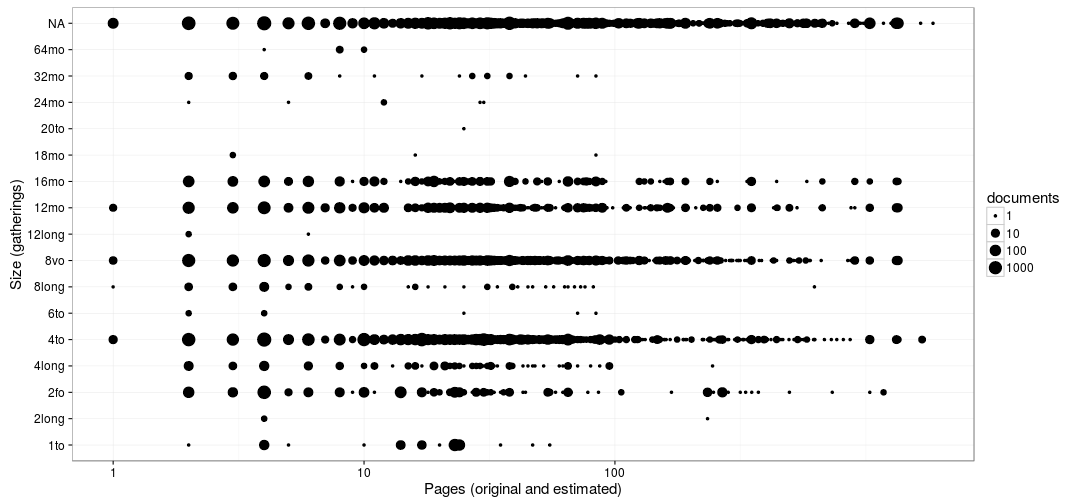 NA
64mo
32mo
24mo
20to
18mo
16mo
12mo
12long
8vo
8long
6to
4to
4long
2fo
2long
1to
Size (gatherings)
1
10
100
Pages (original and estimated)
documents
1
10
100
1000